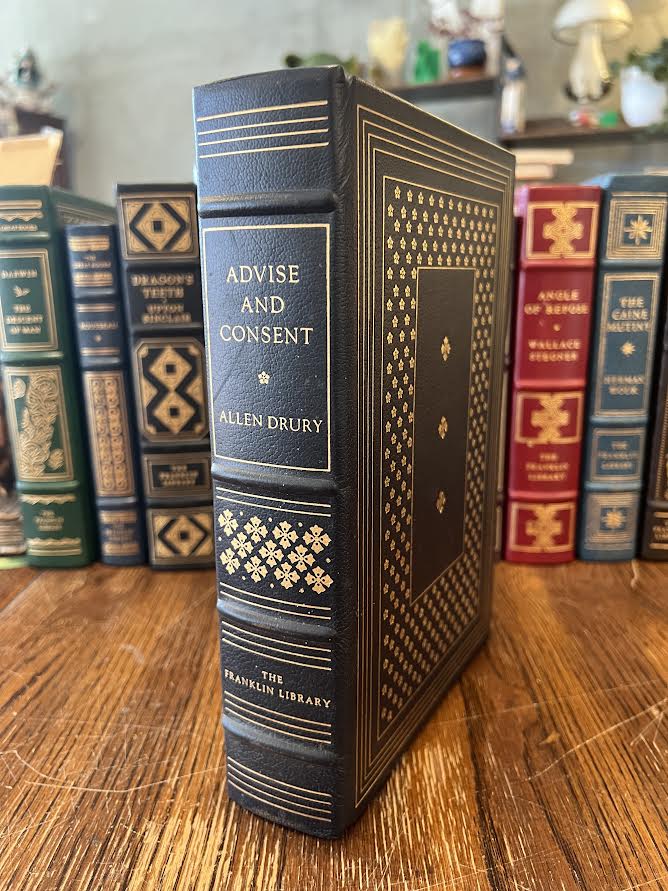 ADVISE
AND
CONSENT
ALLEN DRURY
THE
FRANKLIN LIBRARY
DARWIN
THE
DESCENT
OF MAN
DRAGON'S
TEETH
UPTON
SINCLAIR
ANGLE
OF REPOSE
WALLACE
STEGNER
THE
FRANKLIN
LIBRARY
THE
CAINE
MUTINY
HERMAN
WOUK
THE
FRANKLIN
LIBRARY